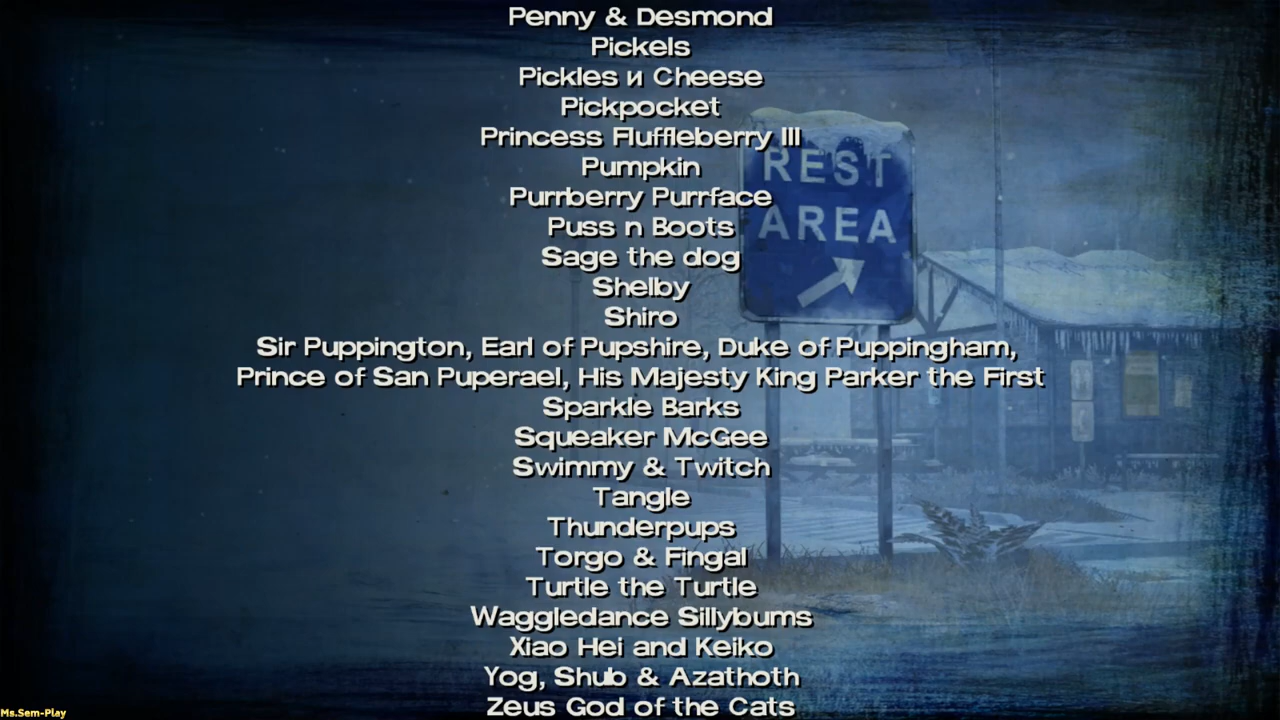 Penny & Desmond
Pickels
Pickles и Cheese
Pickpocket
Princess Fluffleberry III
Pumpkin
Purrberry Purrface
Puss n Boots
Sage the dog
Shelby
Shiro
Sir Puppington, Earl of Pupshire, Duke of Puppingham,
Prince of San Puperael, His Majesty King Parker the First
Sparkle Barks
Squeaker McGee
Swimmy & Twitch
Tangle
Thunderpups
Torgo & Fingal
Turtle the Turtle
Waggledance Sillybums
Xiao Hei and Keiko
Yog, Shub & Azathoth
Zeus God of the Cats
REST
AREA
Ms.Sem-Play